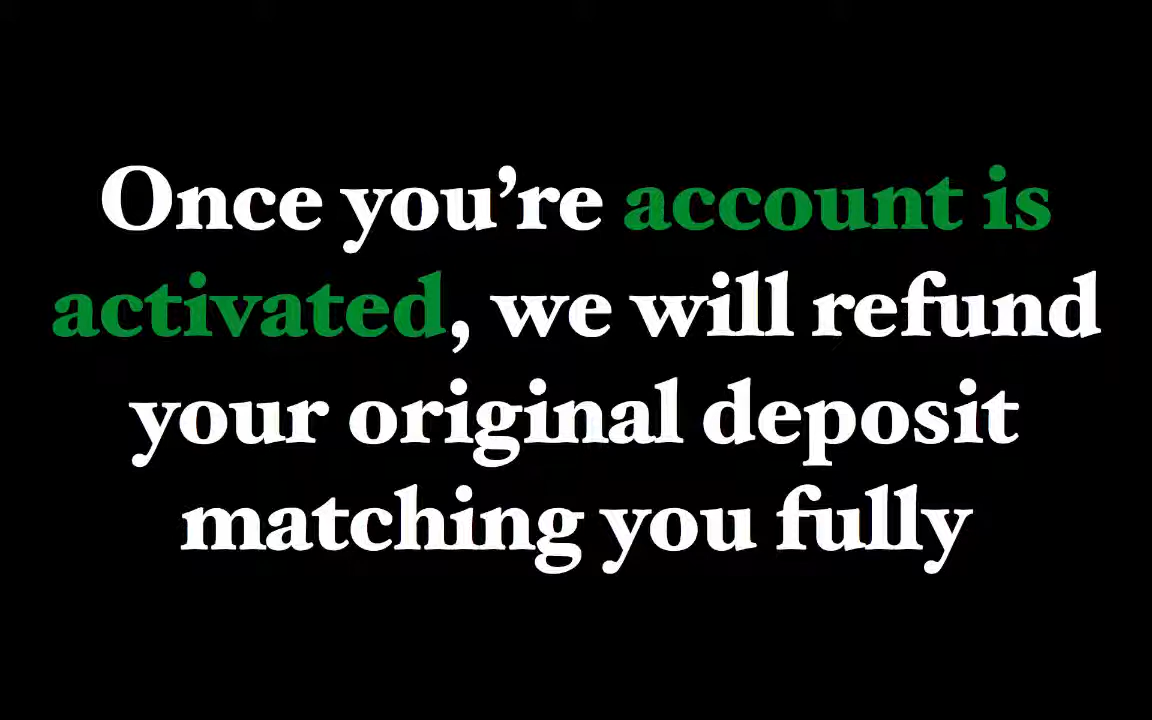 Once you’re account is
activated, we will refund
your original deposit
matching you fully